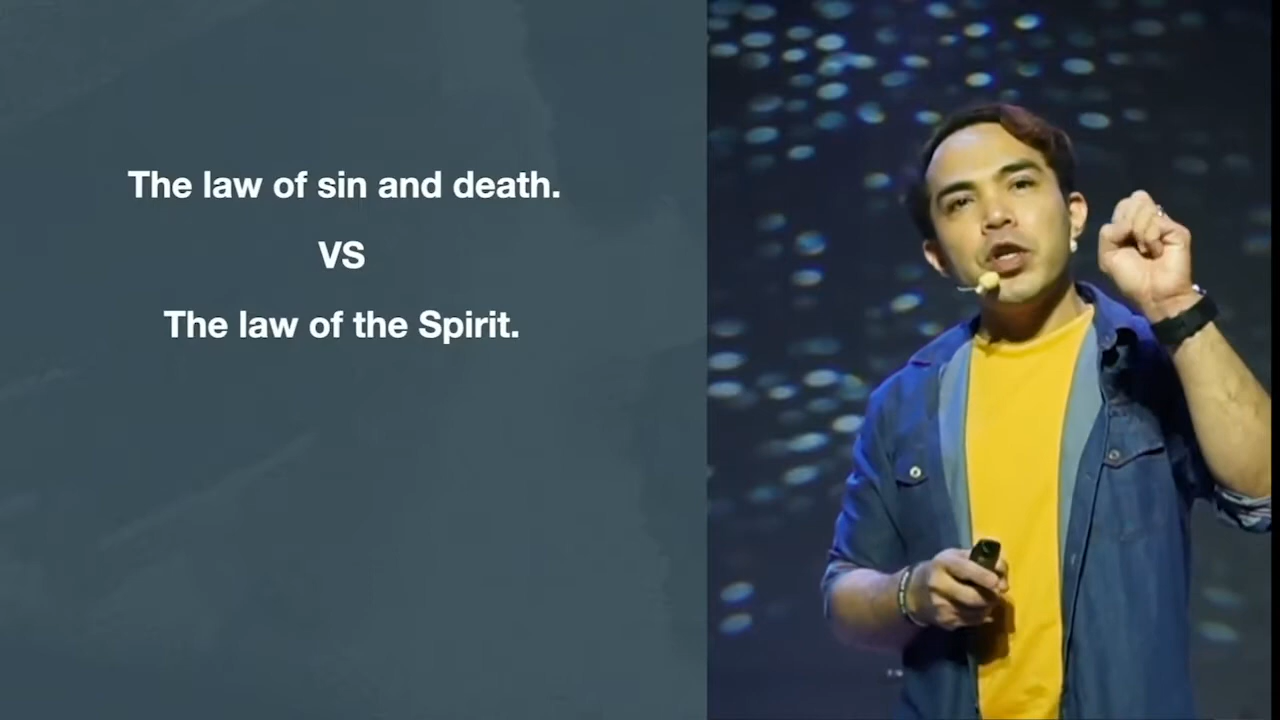 The law of sin and death.
VS
The law of the Spirit.